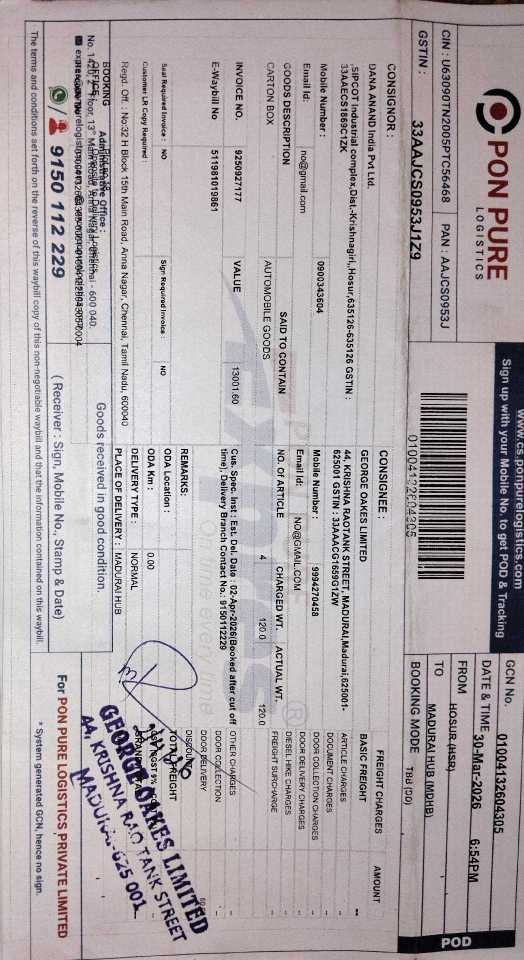 PON PURE
LOGISTICS
www.cs.ponpurelogistics.com
Sign up with your Mobile No. to get POD & Tracking
CIN : U63090TN2005PTC56468
PAN : AAJCS0953J
GSTIN : 33AAJCS0953J1Z9
01004132604305
GCN No. 01004132604305
DATE & TIME 30-Mar-2026 6:54PM
FROM HOSUR (HSR)
TO MADURAI HUB (MDHB)
BOOKING MODE TBB (DD)
POD
CONSIGNOR :
DANA ANAND India Pvt Ltd.
,SIPCOT Industrial complex,Dist.-Krishnagiri,,Hosur,635126-635126 GSTIN :
33AAECS1869C1ZK
Mobile Number : 0900343604
Email Id: no@gmail.com
CONSIGNEE :
GEORGE OAKES LIMITED
44, KRISHNA RAOTANK STREET, MADURAI,Madurai,625001-
625001 GSTIN : 33AAACG1659G1ZW
Mobile Number : 9994270458
Email Id: NO@GMAIL.COM
GOODS DESCRIPTION SAID TO CONTAIN NO. OF ARTICLE CHARGED WT. ACTUAL WT.
CARTON BOX AUTOMOBILE GOODS 4 120.0 120.0
INVOICE NO. 9250927177 VALUE 13001.60
E-Waybill No 511981019861
Cus. Spec. Inst : Est. Del. Date : 02-Apr-2026(Booked after cut off
time), Delivery Branch Contact No.: 9150112229
Seal Required Invoice : NO Sign Required Invoice : NO
Customer LR Copy Required :
REMARKS:
ODA Location :
ODA Km : 0.00
DELIVERY TYPE : NORMAL
PLACE OF DELIVERY : MADURAI HUB
FREIGHT CHARGES AMOUNT
BASIC FREIGHT
ARTICLE CHARGES
DOCUMENT CHARGES
DOOR COLLECTION CHARGES
DOOR DELIVERY CHARGES
DIESEL HIKE CHARGES
FREIGHT SURCHARGE
OTHER CHARGES
DOOR COLLECTION
DOOR DELIVERY
DISCOUNT
TOTAL FREIGHT
GEORGE OAKES LIMITED
44, KRISHNA RAO TANK STREET
MADURAI - 625 001
Regd. Off. : No:32 H Block 15th Main Road, Anna Nagar, Chennai, Tamil Nadu, 600040
BOOKING
OFFICE
Administrative Office :
9150 112 229
Goods received in good condition.
( Receiver : Sign, Mobile No., Stamp & Date)
For PON PURE LOGISTICS PRIVATE LIMITED
* System generated GCN, hence no sign.
The terms and conditions set forth on the reverse of this waybill copy of this non-negotiable waybill and that the information contained on this waybill.